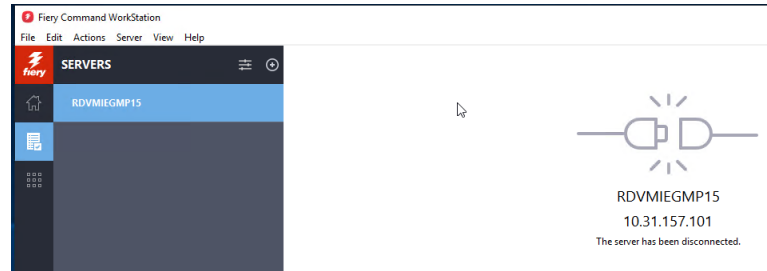 Fiery Command WorkStation
File Edit Actions Server View Help
fiery
SERVERS
RDVMIEGMP15
RDVMIEGMP15
10.31.157.101
The server has been disconnected.